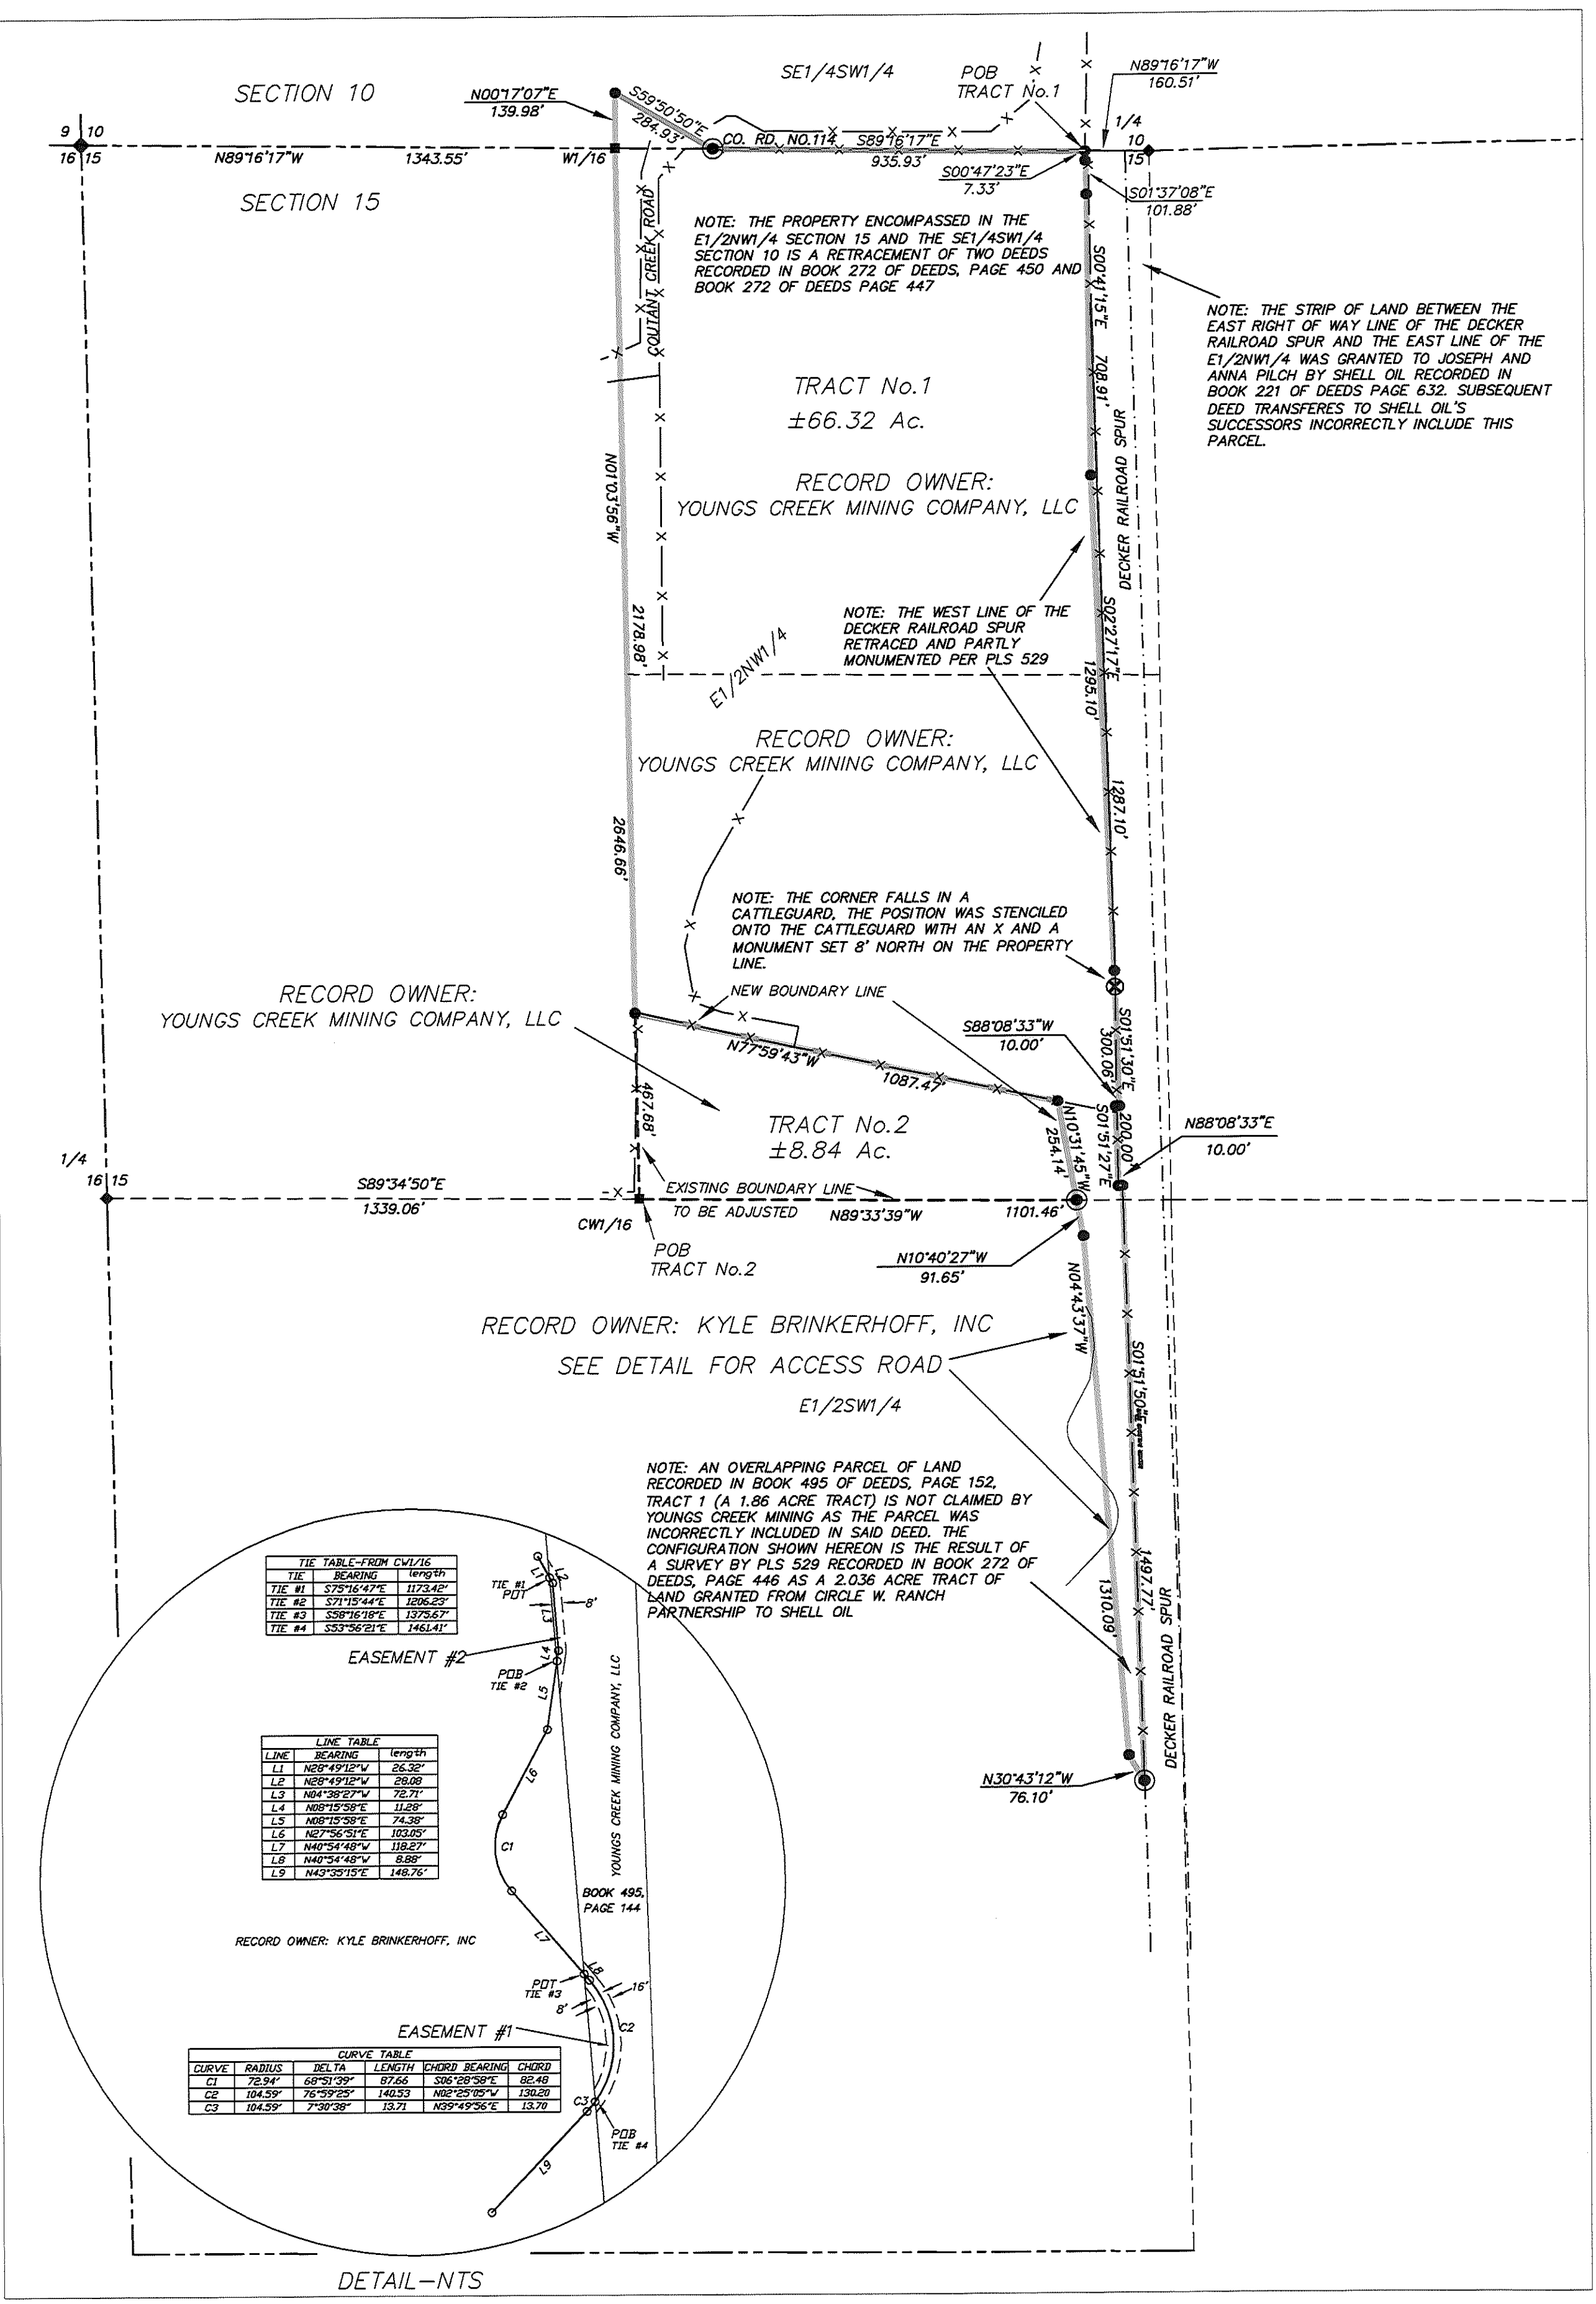 SECTION 10
SE1/4SW1/4
POB
TRACT No.1
N89°16'17"W
160.51'
N00°17'07"E
139.98'
S59°50'50"E
284.93'
1/4
9 10
16 15
N89°16'17"W
1343.55'
W1/16
CO. RD. NO.114
S89°16'17"E
935.93'
10
15
S00°47'23"E
7.33'
S01°37'08"E
101.88'
SECTION 15
COUTANT CREEK ROAD
NOTE: THE PROPERTY ENCOMPASSED IN THE
E1/2NW1/4 SECTION 15 AND THE SE1/4SW1/4
SECTION 10 IS A RETRACEMENT OF TWO DEEDS
RECORDED IN BOOK 272 OF DEEDS, PAGE 450 AND
BOOK 272 OF DEEDS PAGE 447
S00°41'15"E
708.91'
NOTE: THE STRIP OF LAND BETWEEN THE
EAST RIGHT OF WAY LINE OF THE DECKER
RAILROAD SPUR AND THE EAST LINE OF THE
E1/2NW1/4 WAS GRANTED TO JOSEPH AND
ANNA PILCH BY SHELL OIL RECORDED IN
BOOK 221 OF DEEDS PAGE 632. SUBSEQUENT
DEED TRANSFERES TO SHELL OIL'S
SUCCESSORS INCORRECTLY INCLUDE THIS
PARCEL.
TRACT No.1
±66.32 Ac.
DECKER RAILROAD SPUR
N01°03'56"W
RECORD OWNER:
YOUNGS CREEK MINING COMPANY, LLC
2178.98'
NOTE: THE WEST LINE OF THE
DECKER RAILROAD SPUR
RETRACED AND PARTLY
MONUMENTED PER PLS 529
S02°27'17"E
1295.10'
E1/2NW1/4
RECORD OWNER:
YOUNGS CREEK MINING COMPANY, LLC
1287.10'
2646.66'
NOTE: THE CORNER FALLS IN A
CATTLEGUARD, THE POSITION WAS STENCILED
ONTO THE CATTLEGUARD WITH AN X AND A
MONUMENT SET 8' NORTH ON THE PROPERTY
LINE.
NEW BOUNDARY LINE
RECORD OWNER:
YOUNGS CREEK MINING COMPANY, LLC
S88°08'33"W
10.00'
S01°51'30"E
300.06'
N77°59'43"W
1087.47'
467.68'
TRACT No.2
±8.84 Ac.
N10°31'45"W
254.14'
S01°51'27"E
200.00'
N88°08'33"E
10.00'
1/4
16 15
S89°34'50"E
1339.06'
EXISTING BOUNDARY LINE
TO BE ADJUSTED
N89°33'39"W
1101.46'
CW1/16
POB
TRACT No.2
N10°40'27"W
91.65'
N04°43'37"W
RECORD OWNER: KYLE BRINKERHOFF, INC
SEE DETAIL FOR ACCESS ROAD
E1/2SW1/4
S01°51'50"E
NOTE: AN OVERLAPPING PARCEL OF LAND
RECORDED IN BOOK 495 OF DEEDS, PAGE 152,
TRACT 1 (A 1.86 ACRE TRACT) IS NOT CLAIMED BY
YOUNGS CREEK MINING AS THE PARCEL WAS
INCORRECTLY INCLUDED IN SAID DEED. THE
CONFIGURATION SHOWN HEREON IS THE RESULT OF
A SURVEY BY PLS 529 RECORDED IN BOOK 272 OF
DEEDS, PAGE 446 AS A 2.036 ACRE TRACT OF
LAND GRANTED FROM CIRCLE W. RANCH
PARTNERSHIP TO SHELL OIL
1310.09'
1497.77'
DECKER RAILROAD SPUR
N30°43'12"W
76.10'
TIE TABLE-FROM CW1/16
TIE BEARING length
TIE #1 S75°16'47"E 1173.42'
TIE #2 S71°15'44"E 1206.23'
TIE #3 S58°16'18"E 1375.67'
TIE #4 S53°56'21"E 1461.41'
L1
L2
TIE #1
POT
8'
L3
EASEMENT #2
L4
POB
TIE #2
L5
LINE TABLE
LINE BEARING length
L1 N28°49'12"W 26.32'
L2 N28°49'12"W 28.08
L3 N04°38'27"W 72.71'
L4 N08°15'58"E 11.28'
L5 N08°15'58"E 74.38'
L6 N27°56'51"E 103.05'
L7 N40°54'48"W 118.27'
L8 N40°54'48"W 8.88'
L9 N43°35'15"E 148.76'
L6
C1
YOUNGS CREEK MINING COMPANY, LLC
BOOK 495,
PAGE 144
RECORD OWNER: KYLE BRINKERHOFF, INC
L7
L8
POT
TIE #3
16'
8'
EASEMENT #1
C2
CURVE TABLE
CURVE RADIUS DELTA LENGTH CHORD BEARING CHORD
C1 72.94' 68°51'39" 87.66 S06°28'58"E 82.48
C2 104.59' 76°59'25" 140.53 N02°25'05"W 130.20
C3 104.59' 7°30'38" 13.71 N39°49'56"E 13.70
C3
POB
TIE #4
L9
DETAIL-NTS